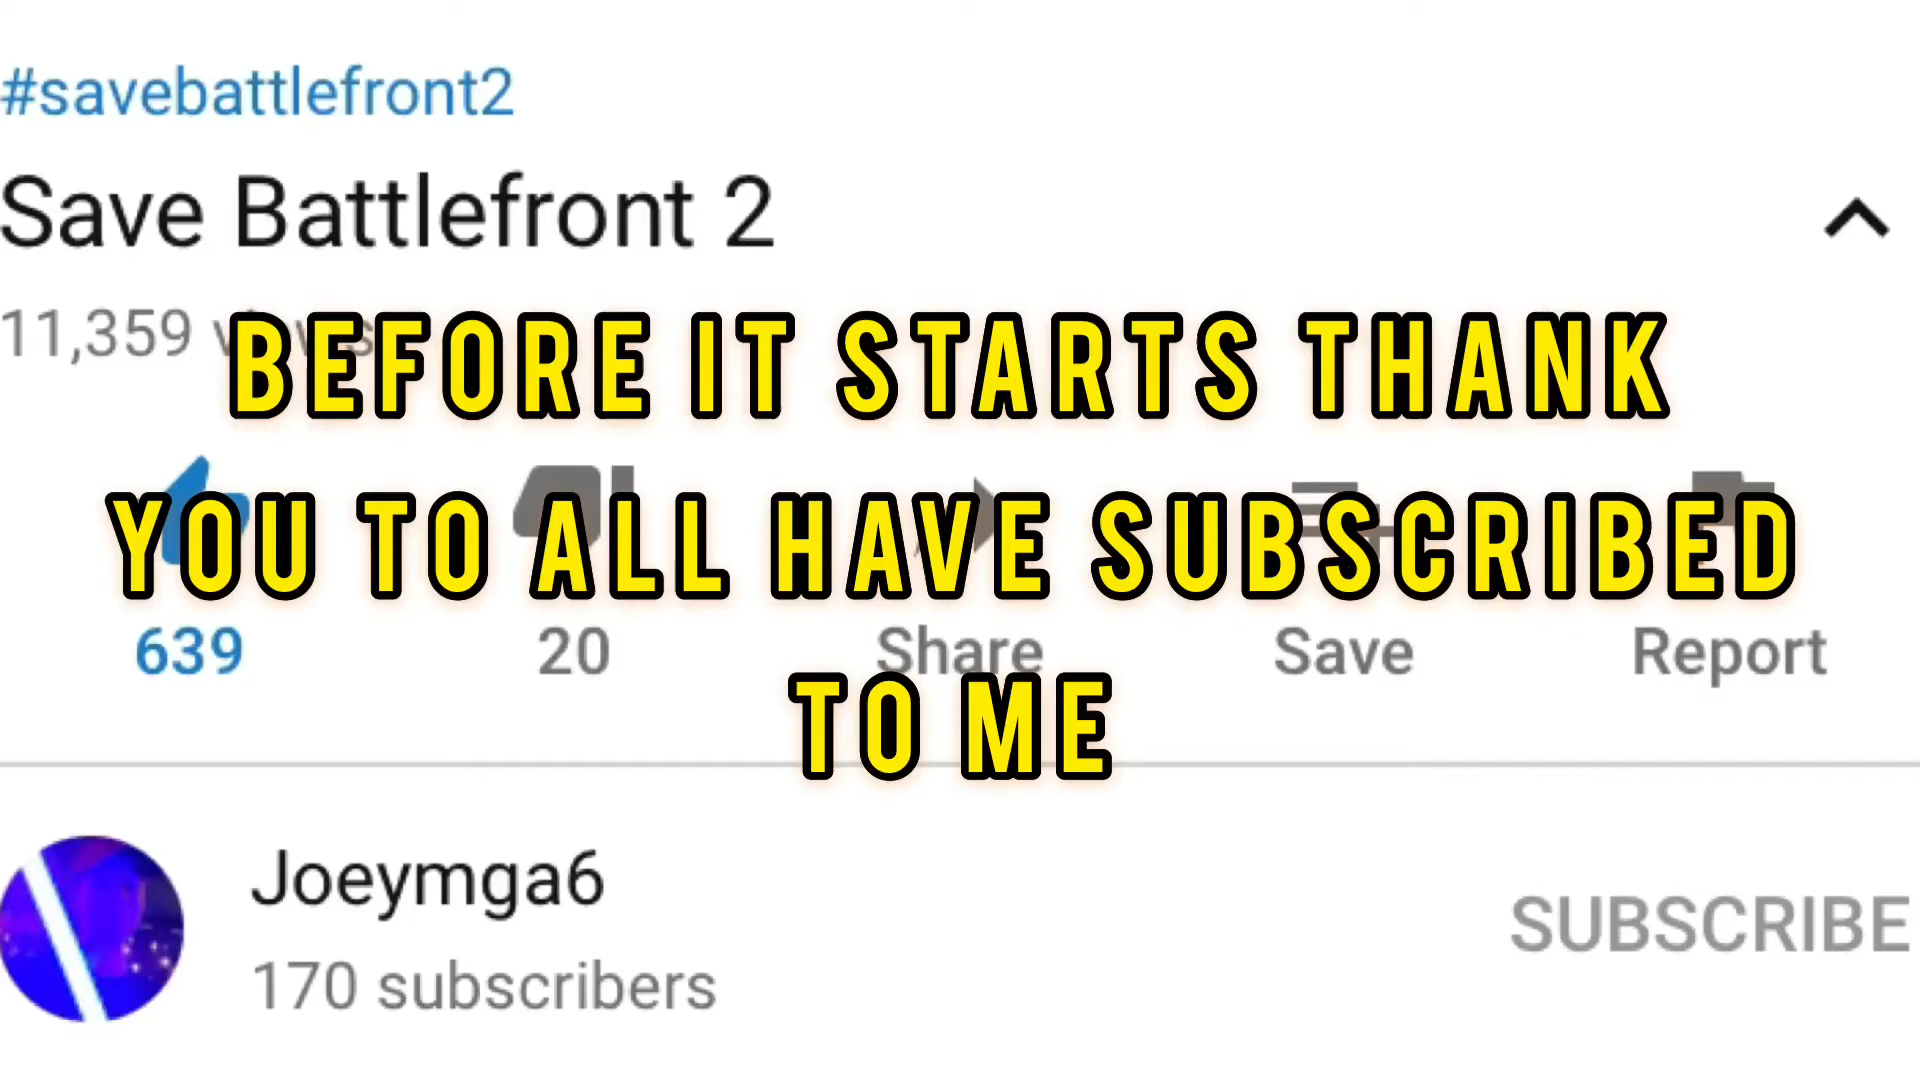 #savebattlefront2
Save Battlefront 2
11,359 views
BEFORE IT STARTS THANK
YOU TO ALL HAVE SUBSCRIBED
TO ME
639
20
Share
Save
Report
Joeymga6
170 subscribers
SUBSCRIBE